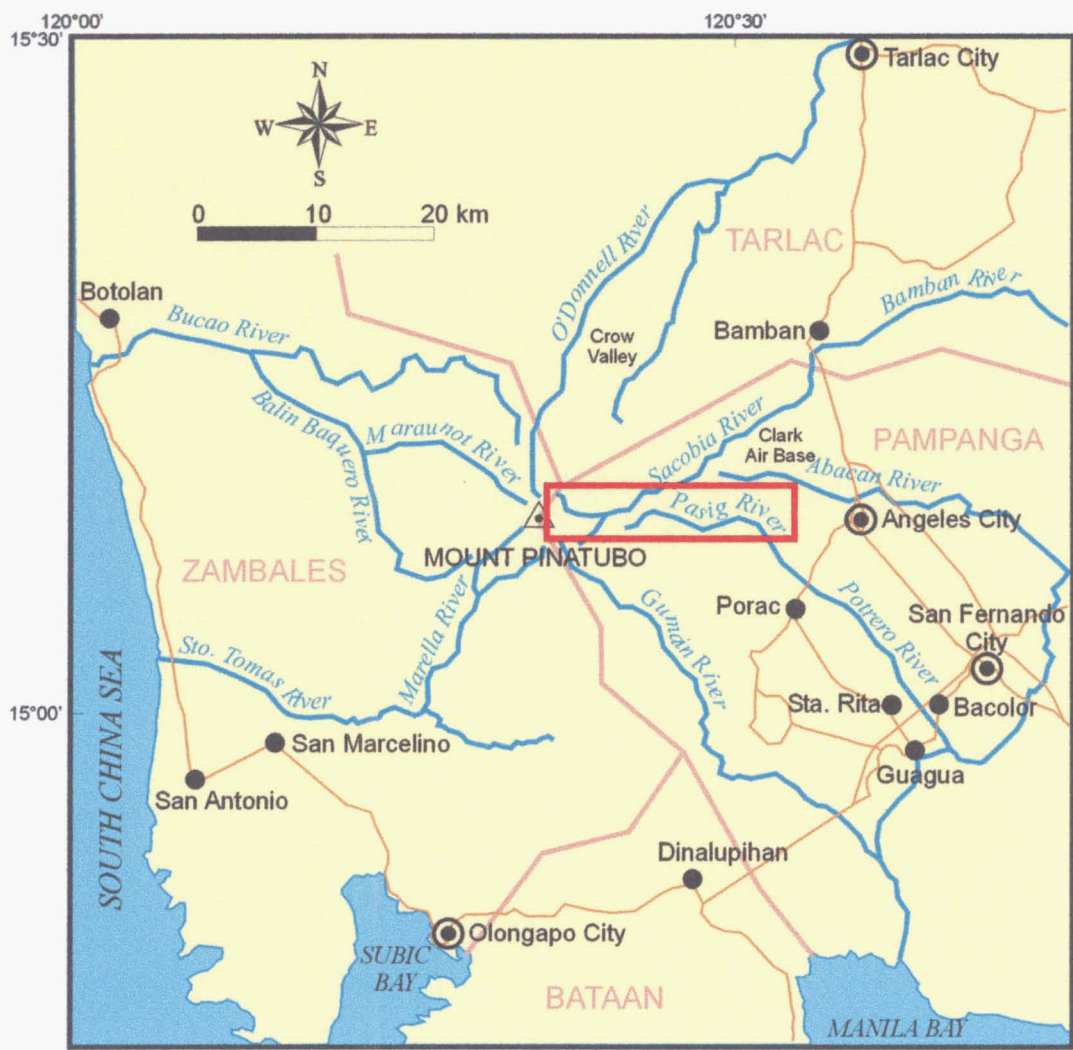 120°00'
120°30'
15°30'
Tarlac City
N
W
E
S
0
10
20 km
O'Donnell River
TARLAC
Botolan
Bucao River
Crow
Valley
Bamban
Bamban River
Balin Baquero River
Maraunot River
Sacobia River
Clark
Air Base
PAMPANGA
Abacan River
Pasig River
Angeles City
MOUNT PINATUBO
ZAMBALES
Gumain River
Porac
Potrero River
San Fernando
City
Marella River
Sto. Tomas River
SOUTH CHINA SEA
15°00'
Sta. Rita
Bacolor
San Marcelino
Guagua
San Antonio
Dinalupihan
Olongapo City
SUBIC
BAY
BATAAN
MANILA BAY